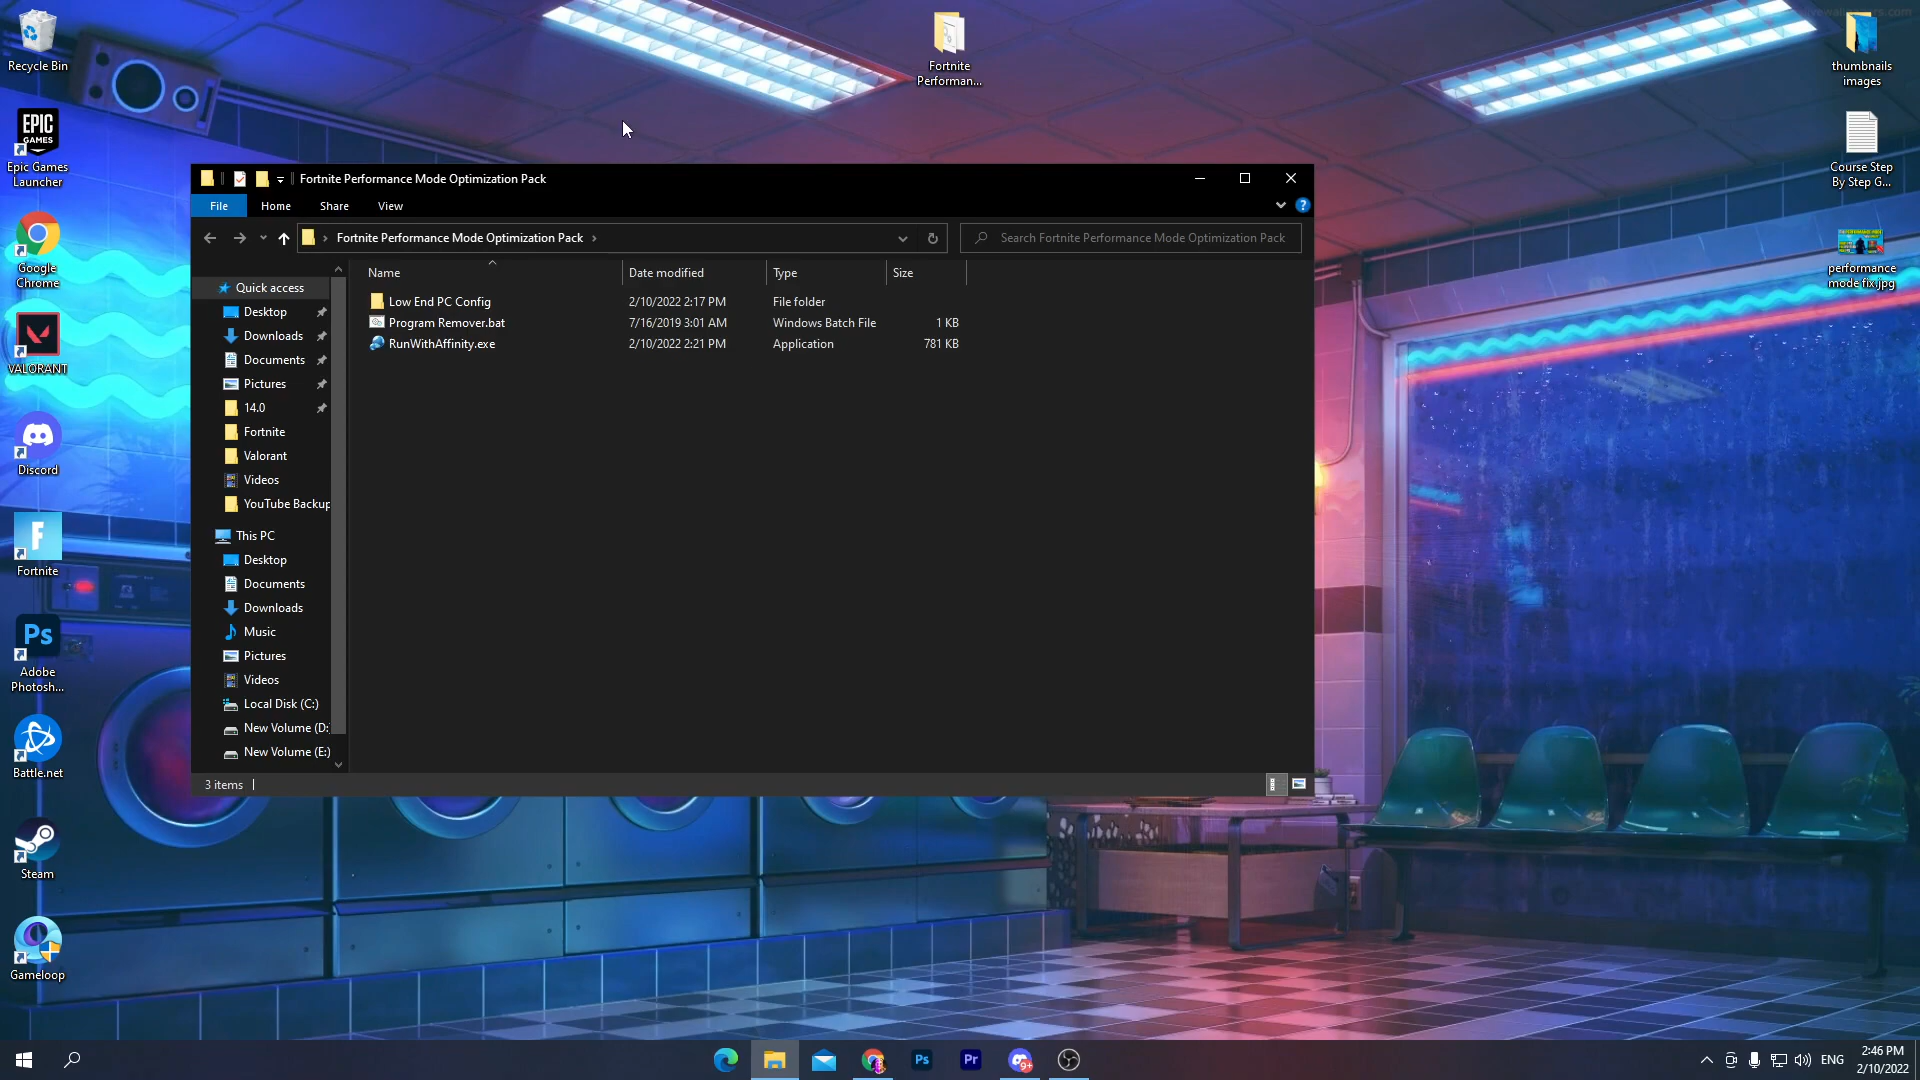 Recycle Bin
EPIC
GAMES
Epic Games
Launcher
Google
Chrome
VALORANT
Discord
F
Fortnite
Ps
Adobe
Photosh...
Battle.net
Steam
Gameloop
Fortnite
Performan...
thumbnails
images
Course Step
By Step G...
performance
mode fix.jpg
Fortnite Performance Mode Optimization Pack
File Home Share View
Fortnite Performance Mode Optimization Pack
Search Fortnite Performance Mode Optimization Pack
Name Date modified Type Size
Low End PC Config 2/10/2022 2:17 PM File folder
Program Remover.bat 7/16/2019 3:01 AM Windows Batch File 1 KB
RunWithAffinity.exe 2/10/2022 2:21 PM Application 781 KB
Quick access
Desktop
Downloads
Documents
Pictures
14.0
Fortnite
Valorant
Videos
YouTube Backup
This PC
Desktop
Documents
Downloads
Music
Pictures
Videos
Local Disk (C:)
New Volume (D:
New Volume (E:)
3 items
Ps
Pr
9+
ENG
2:46 PM
2/10/2022